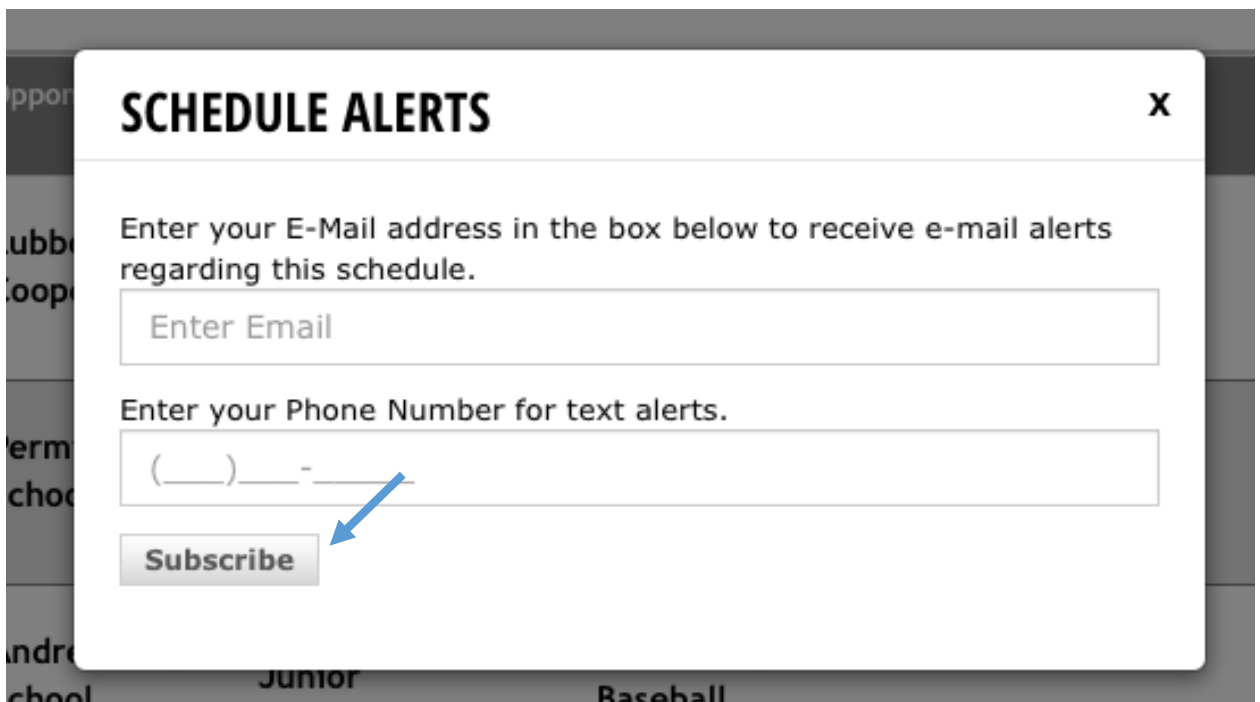 SCHEDULE ALERTS
X
Enter your E-Mail address in the box below to receive e-mail alerts
regarding this schedule.
Enter Email
Enter your Phone Number for text alerts.
(___)___-_____
Subscribe
Junior
Baseball